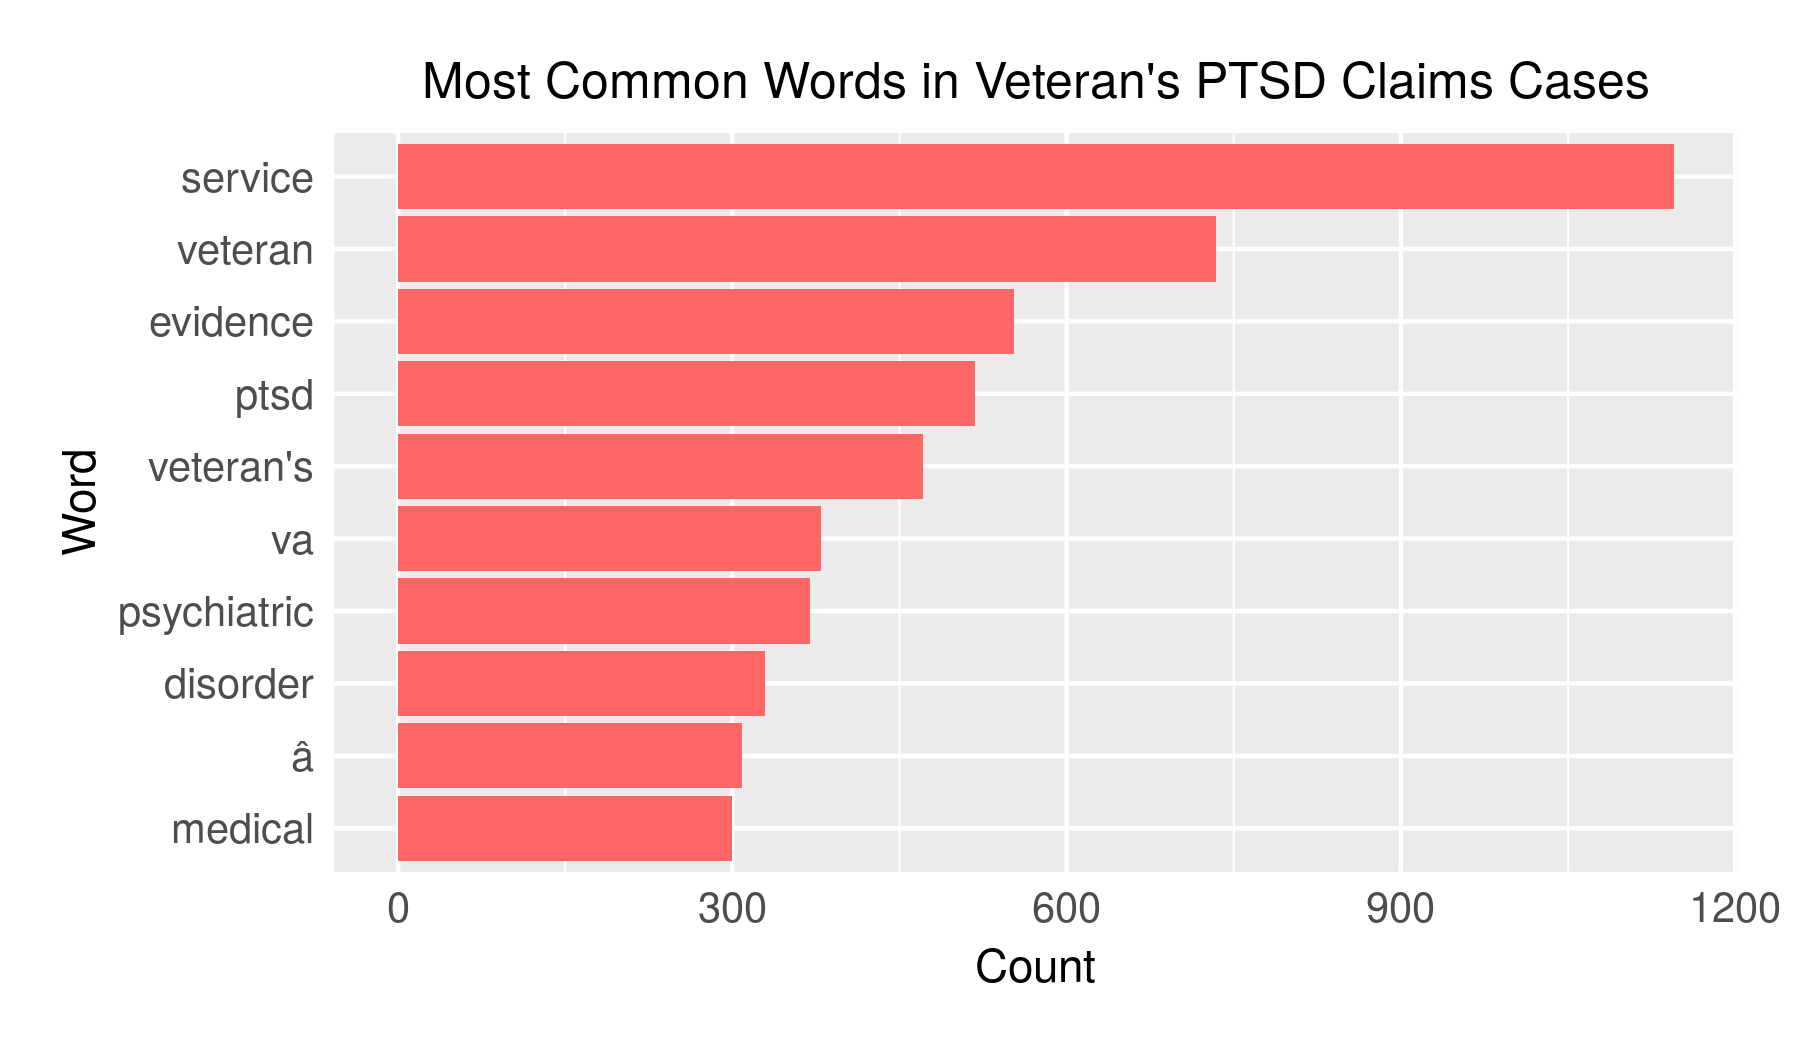 Most Common Words in Veteran's PTSD Claims Cases
service
veteran
evidence
ptsd
veteran's
va
psychiatric
disorder
â
medical
Word
0 300 600 900 1200
Count